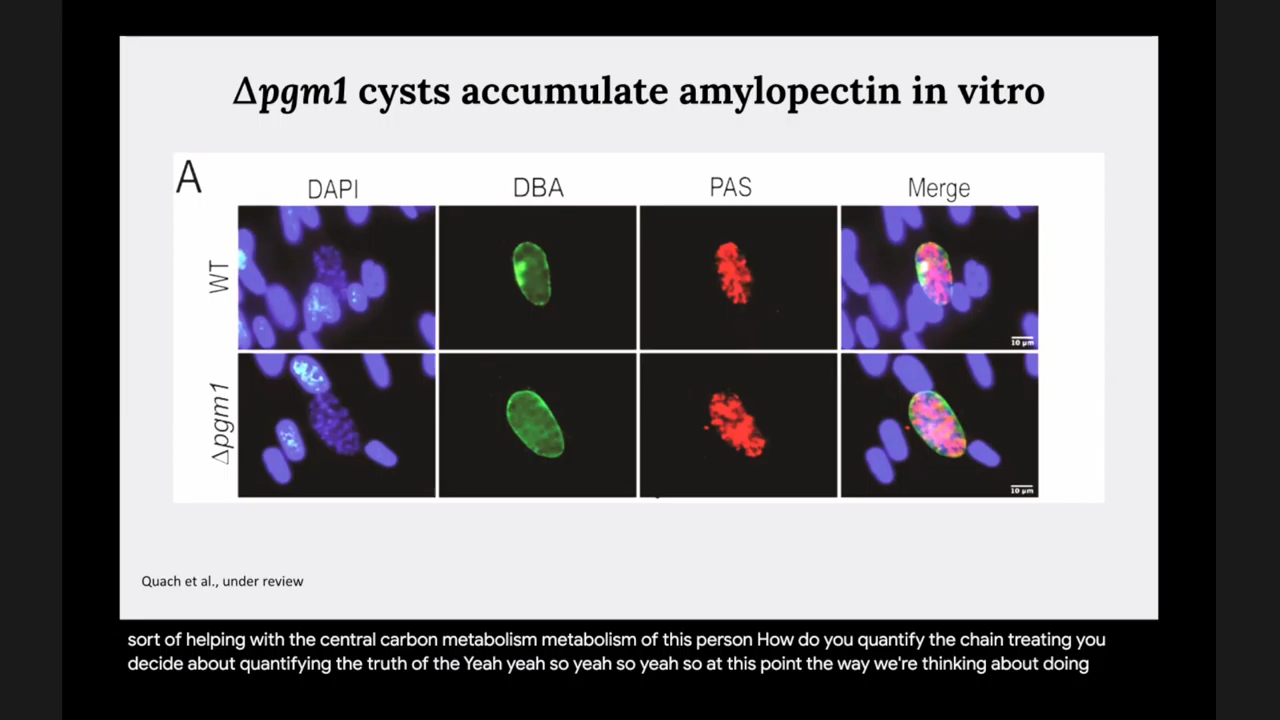 Δpgm1 cysts accumulate amylopectin in vitro
A
DAPI DBA PAS Merge
WT
10 μm
Δpgm1
10 μm
Quach et al., under review
sort of helping with the central carbon metabolism metabolism of this person How do you quantify the chain treating you
decide about quantifying the truth of the Yeah yeah so yeah so yeah so at this point the way we're thinking about doing